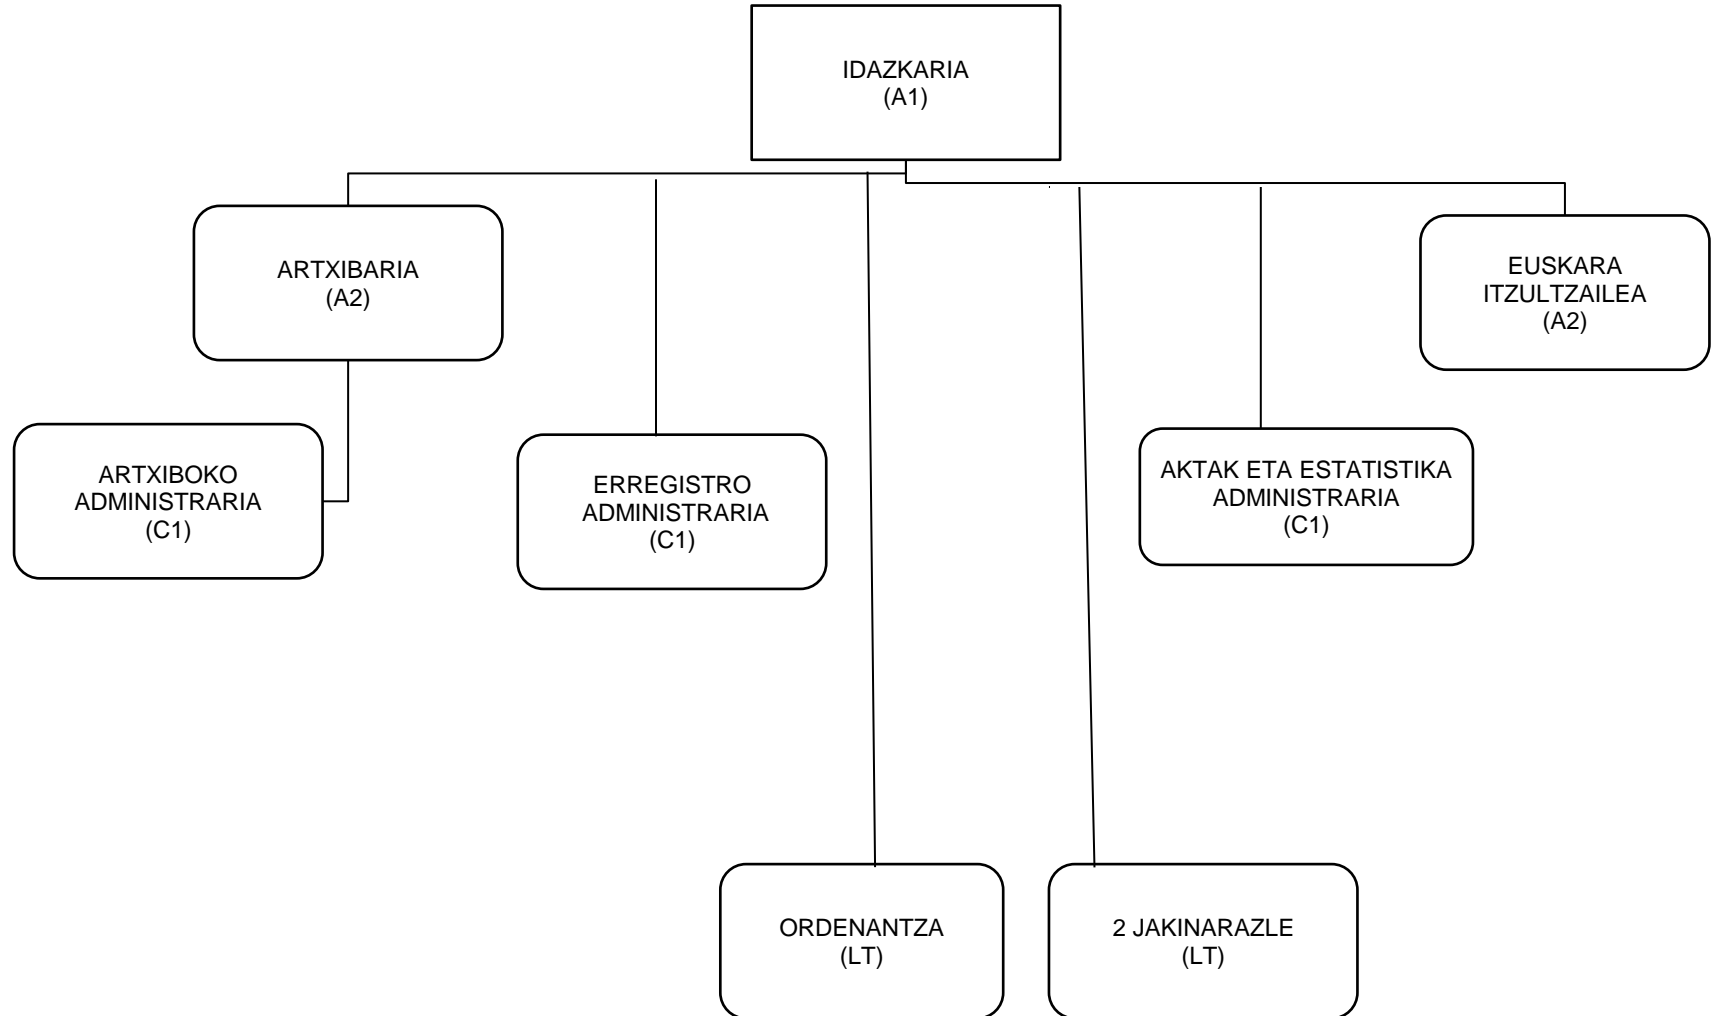 IDAZKARIA
(A1)
ARTXIBARIA
(A2)
EUSKARA
ITZULTZAILEA
(A2)
ARTXIBOKO
ADMINISTRARIA
(C1)
ERREGISTRO
ADMINISTRARIA
(C1)
AKTAK ETA ESTATISTIKA
ADMINISTRARIA
(C1)
ORDENANTZA
(LT)
2 JAKINARAZLE
(LT)